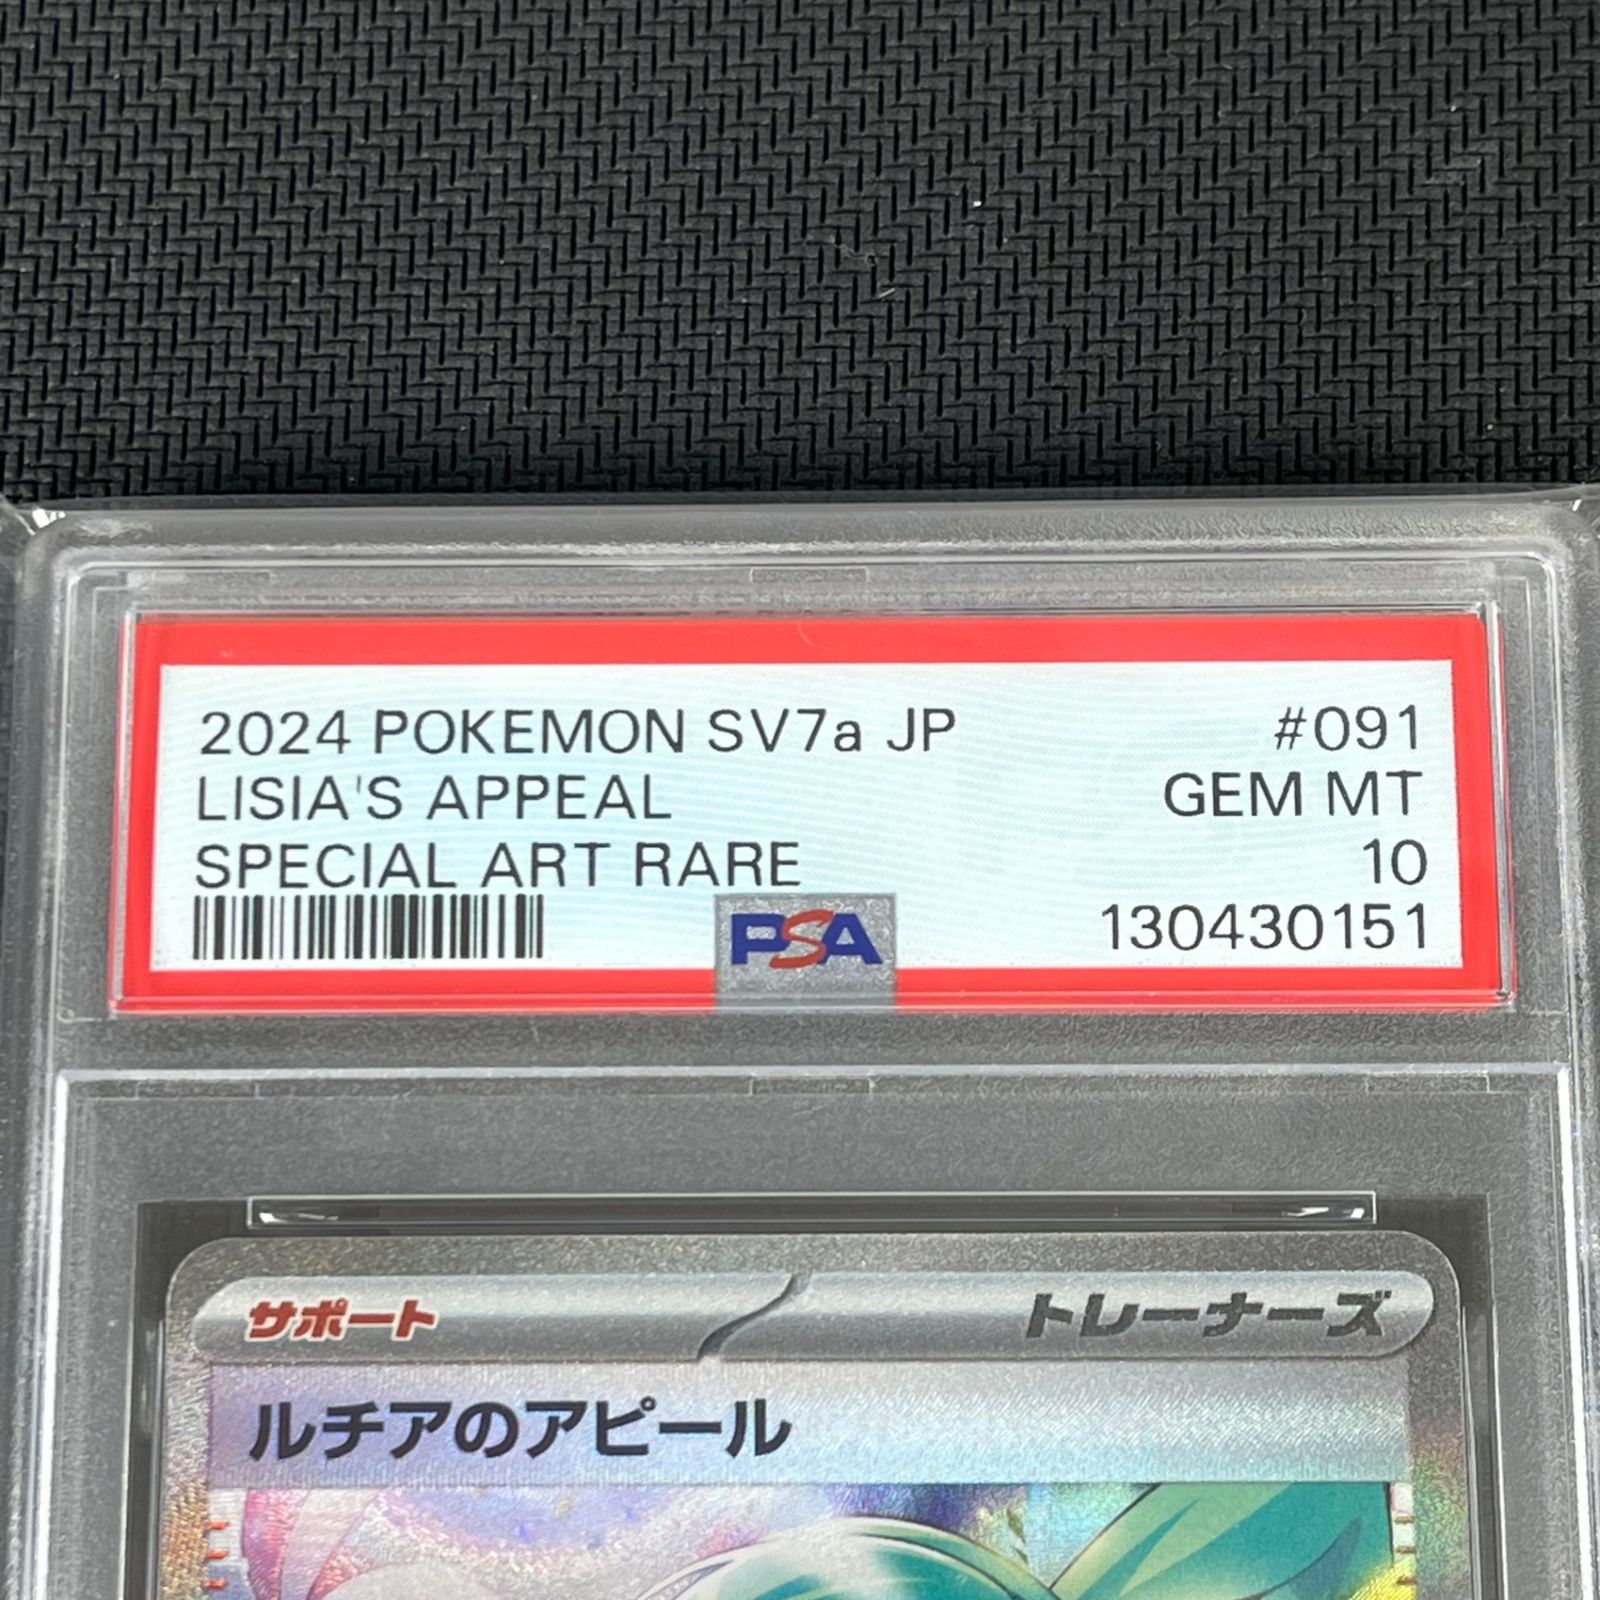 2024 POKEMON SV7a JP #091
LISIA'S APPEAL GEM MT
SPECIAL ART RARE 10
PSA 130430151
サポート トレーナーズ
ルチアのアピール